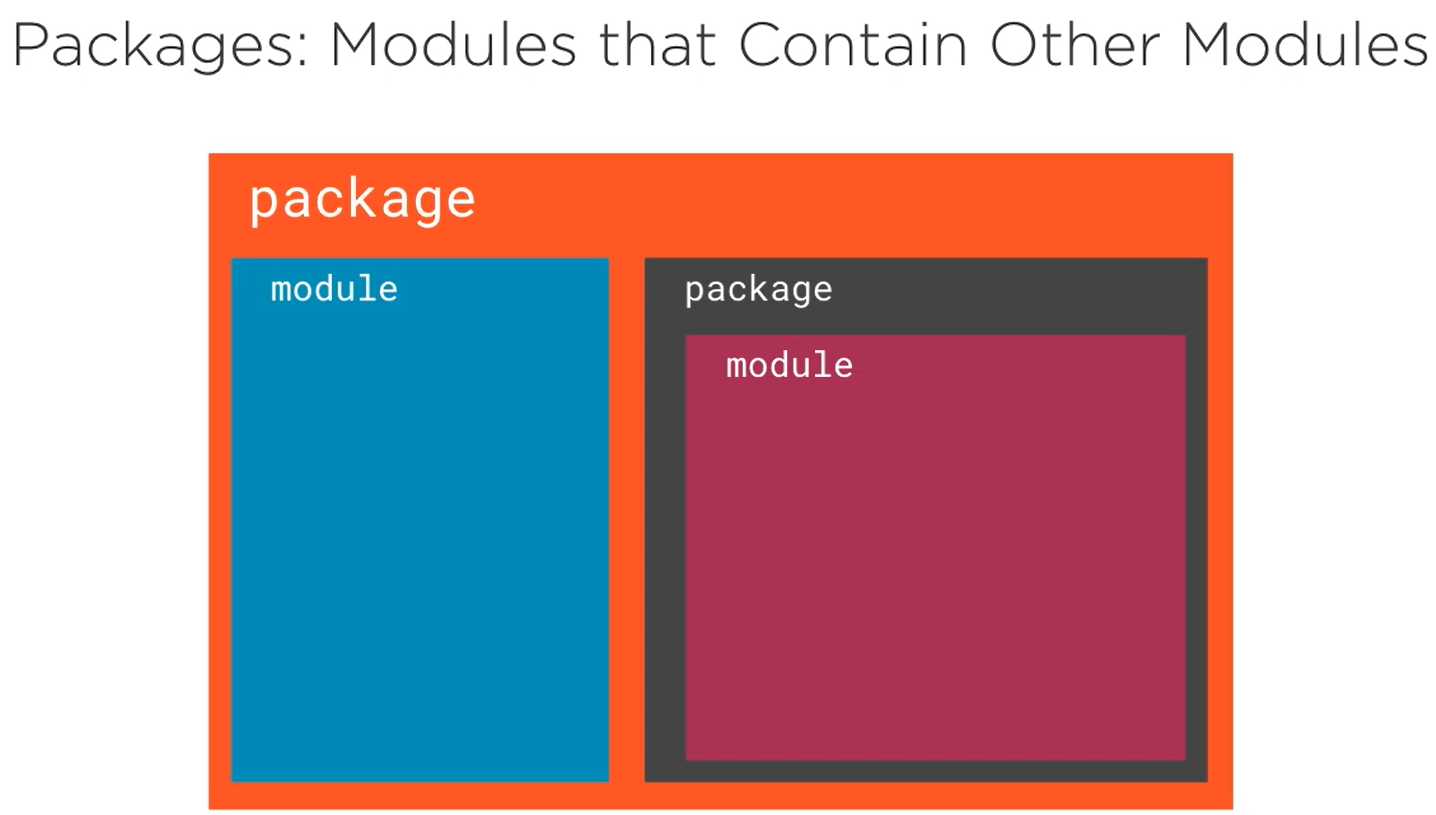 Packages: Modules that Contain Other Modules
package
module
package
module